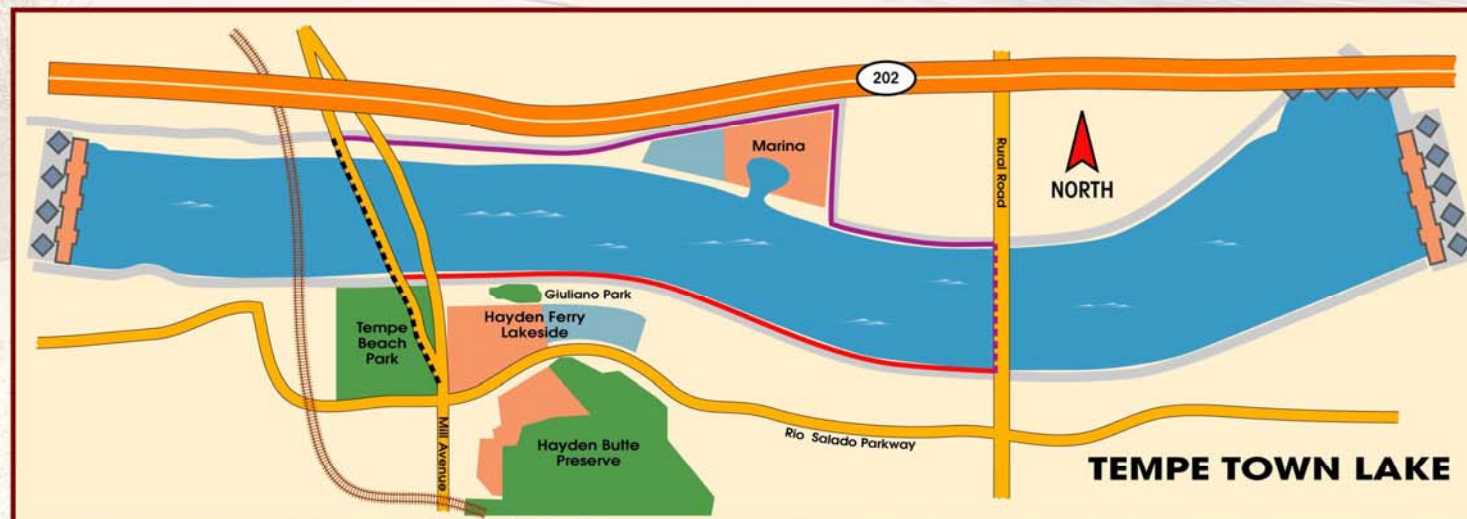 202
Marina
Rural Road
NORTH
Giuliano Park
Hayden Ferry
Lakeside
Tempe
Beach
Park
Mill Avenue
Hayden Butte
Preserve
Rio Salado Parkway
TEMPE TOWN LAKE